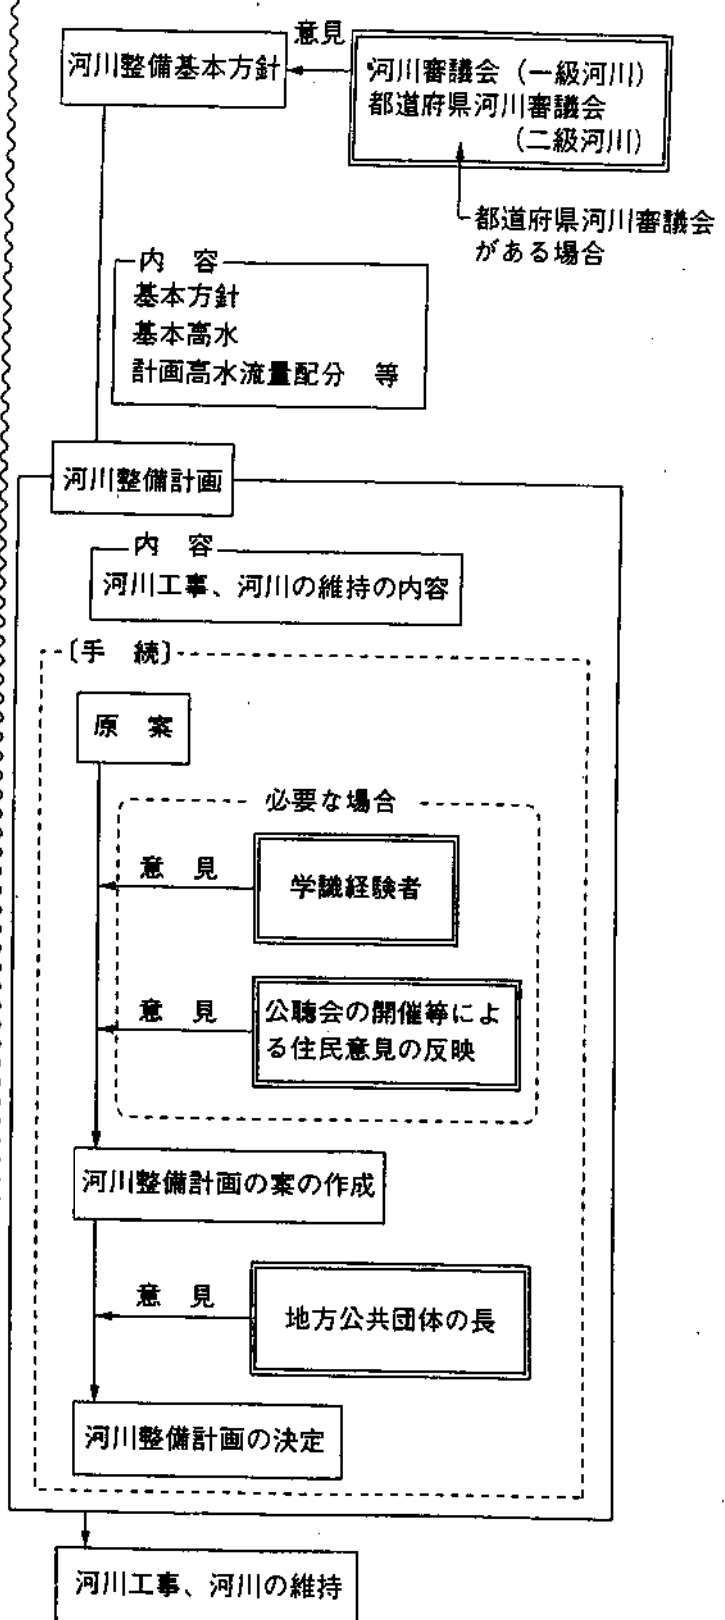 意見
河川整備基本方針
河川審議会（一級河川）
都道府県河川審議会
（二級河川）
都道府県河川審議会
がある場合
内　容
基本方針
基本高水
計画高水流量配分　等
河川整備計画
内　容
河川工事、河川の維持の内容
〔手　続〕
原　案
必要な場合
意　見
学識経験者
意　見
公聴会の開催等によ
る住民意見の反映
河川整備計画の案の作成
意　見
地方公共団体の長
河川整備計画の決定
河川工事、河川の維持